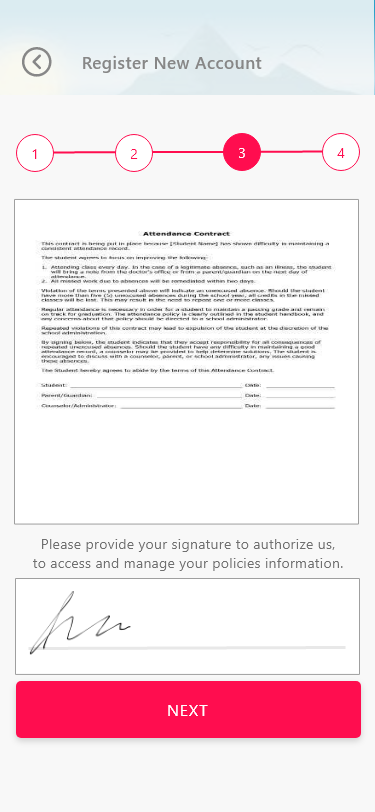 Register New Account
1 2 3 4
Attendance Contract
This contract is being put in place because [Student Name] has shown difficulty in maintaining a
consistent attendance record.
The student agrees to focus on improving the following:
1. Attending class every day. In the case of a legitimate absence, such as an illness, the student
will bring a note from the doctor's office or from a parent/guardian on the next day of
attendance.
2. All missed work due to absences will be remediated within two days.
Violation of the terms presented above will indicate an unexcused absence. Should the student
have more than five (5) unexcused absences during the school year, all credits in the missed
classes will be lost. This may result in the need to repeat one or more classes.
Regular attendance is necessary in order for a student to maintain a passing grade and remain
on track for graduation. The attendance policy is clearly outlined in the student handbook, and
any concerns about that policy should be directed to a school administrator.
Repeated violations of this contract may lead to expulsion of the student at the discretion of the
school administration.
By signing below, the student indicates that they accept responsibility for all consequences of
repeated unexcused absences. Should the student have any difficulty in maintaining a good
attendance record, a counselor may be provided to help determine solutions. The student is
encouraged to discuss with a counselor, parent, or school administrator, any issues causing
these absences.
The Student hereby agrees to abide by the terms of this Attendance Contract.
Student: Date:
Parent/Guardian: Date:
Counselor/Administrator: Date:
Please provide your signature to authorize us,
to access and manage your policies information.
NEXT